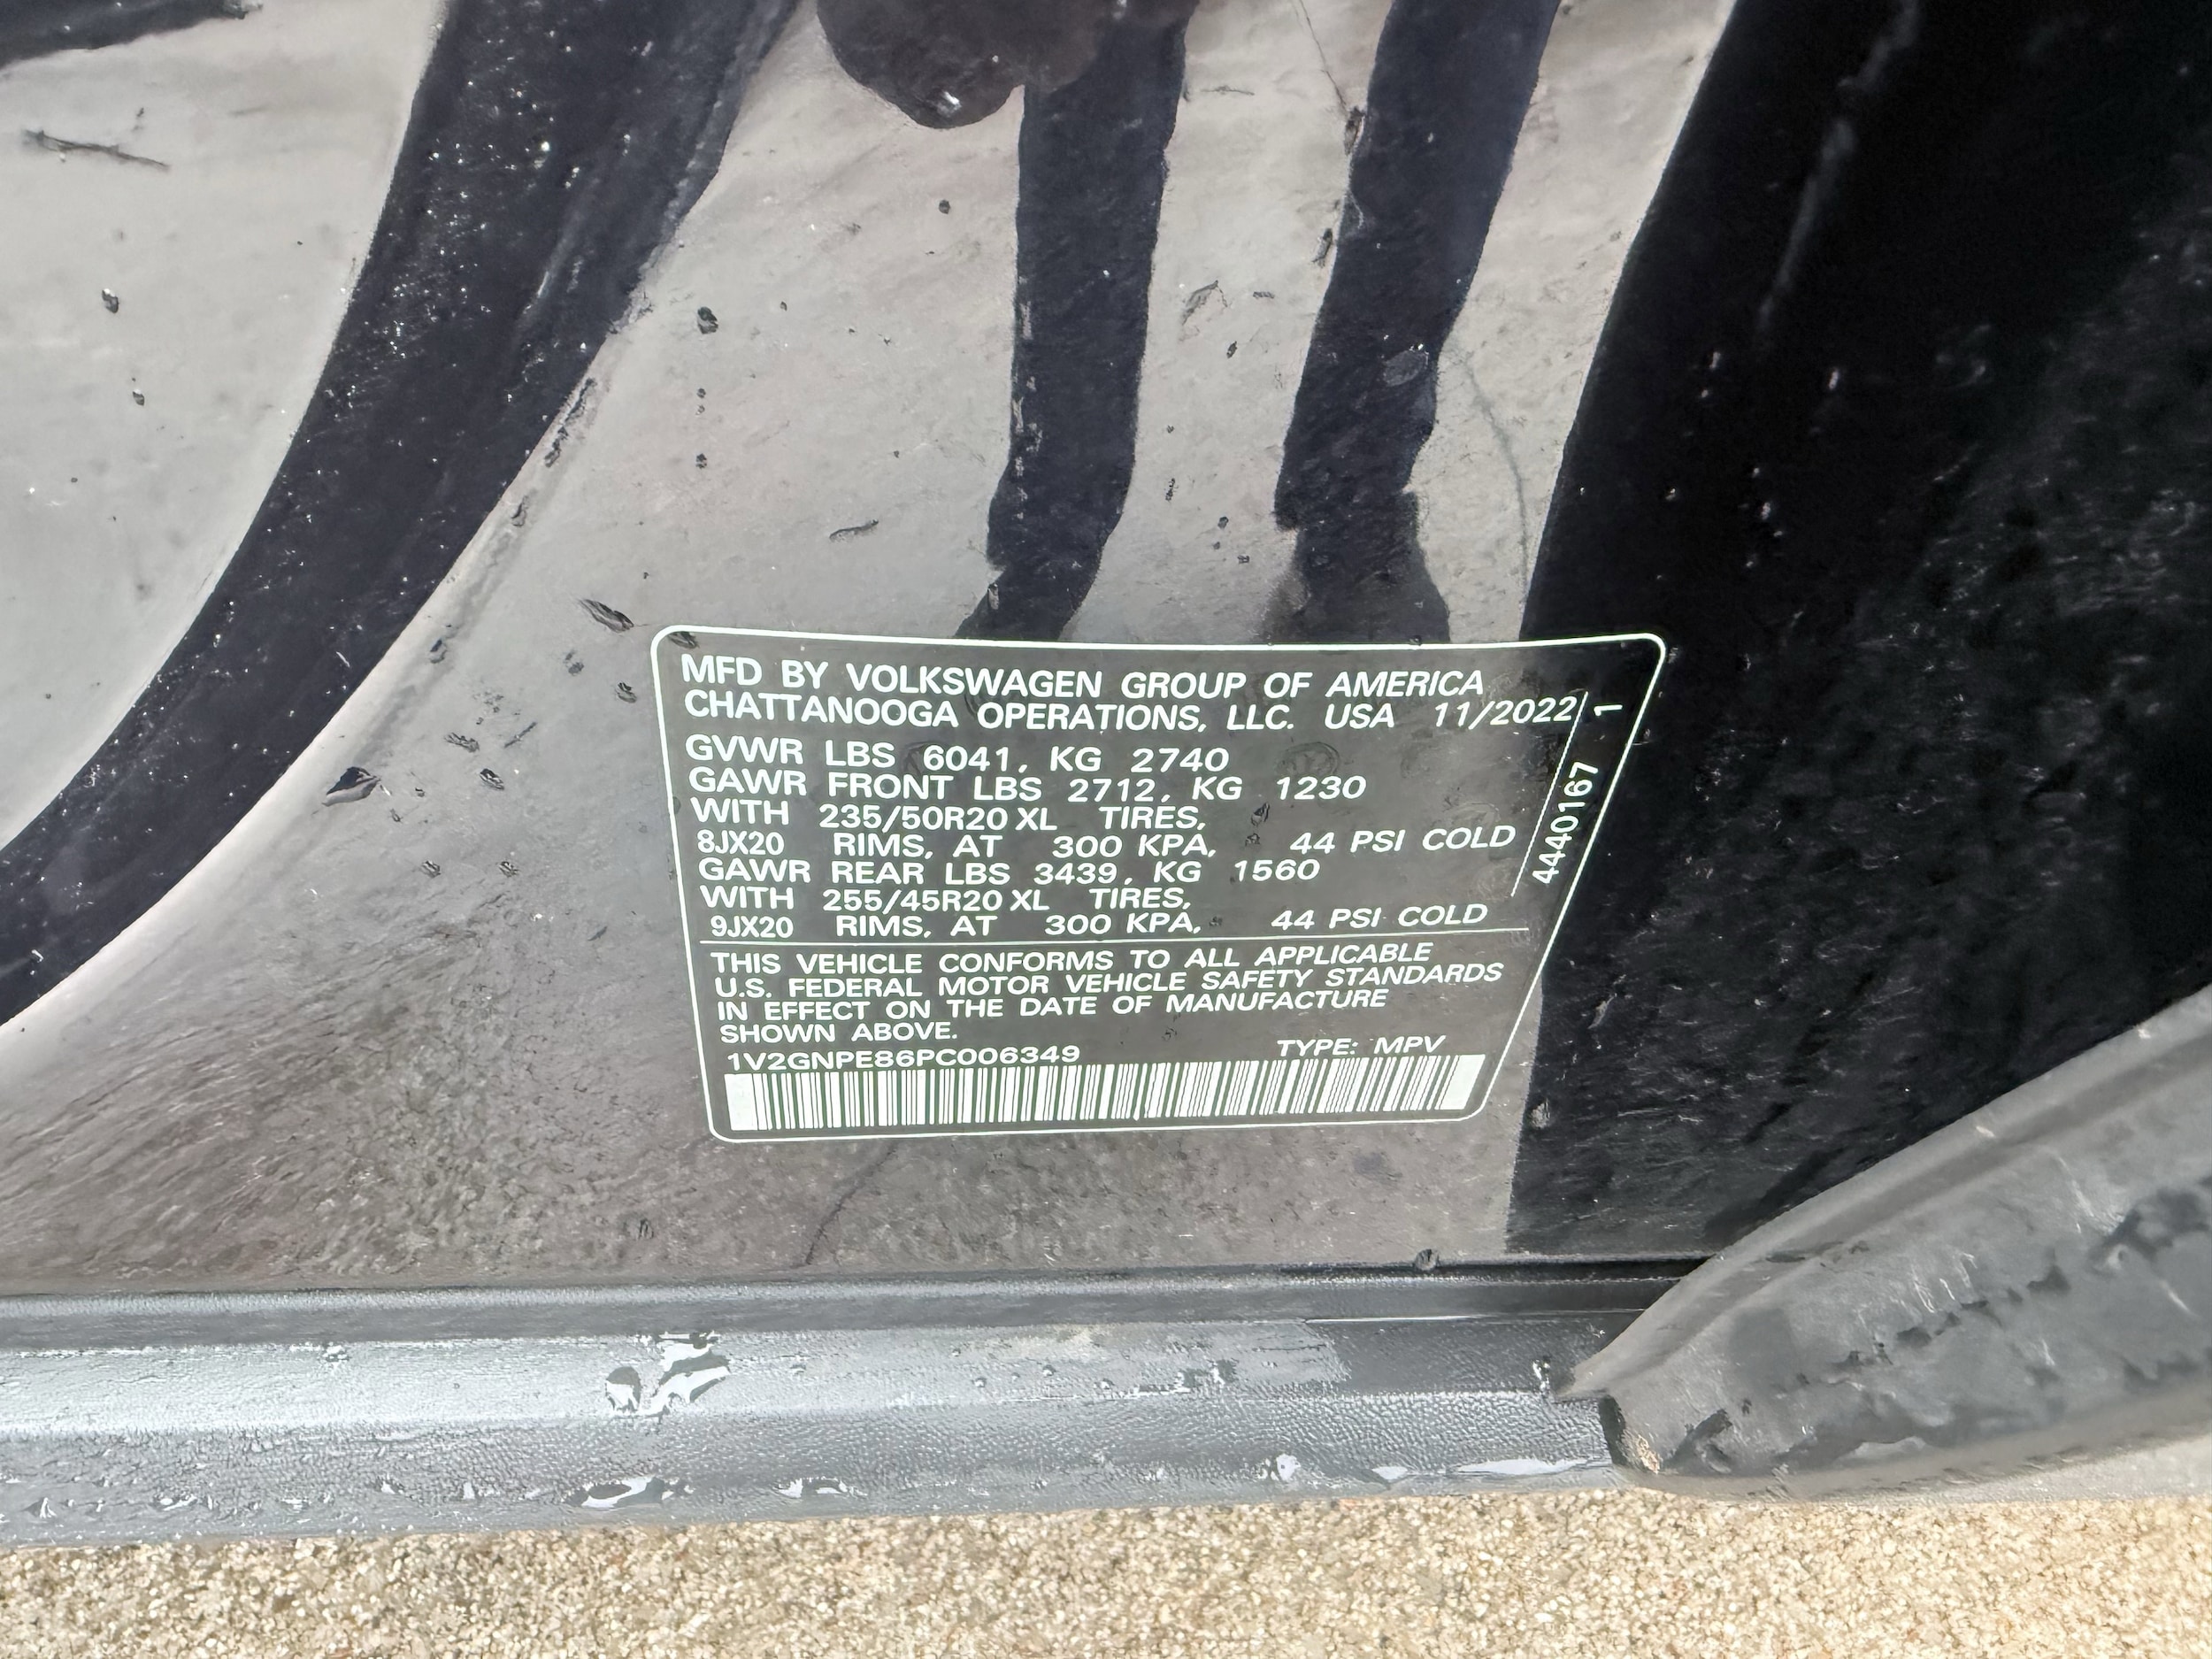 MFD BY VOLKSWAGEN GROUP OF AMERICA
CHATTANOOGA OPERATIONS, LLC. USA 11/2022
GVWR LBS 6041, KG 2740
GAWR FRONT LBS 2712, KG 1230
WITH 235/50R20 XL TIRES,
8JX20 RIMS, AT 300 KPA, 44 PSI COLD
GAWR REAR LBS 3439, KG 1560
WITH 255/45R20 XL TIRES,
9JX20 RIMS, AT 300 KPA, 44 PSI COLD
THIS VEHICLE CONFORMS TO ALL APPLICABLE
U.S. FEDERAL MOTOR VEHICLE SAFETY STANDARDS
IN EFFECT ON THE DATE OF MANUFACTURE
SHOWN ABOVE.
1V2GNPE86PC006349 TYPE: MPV
4440167 1